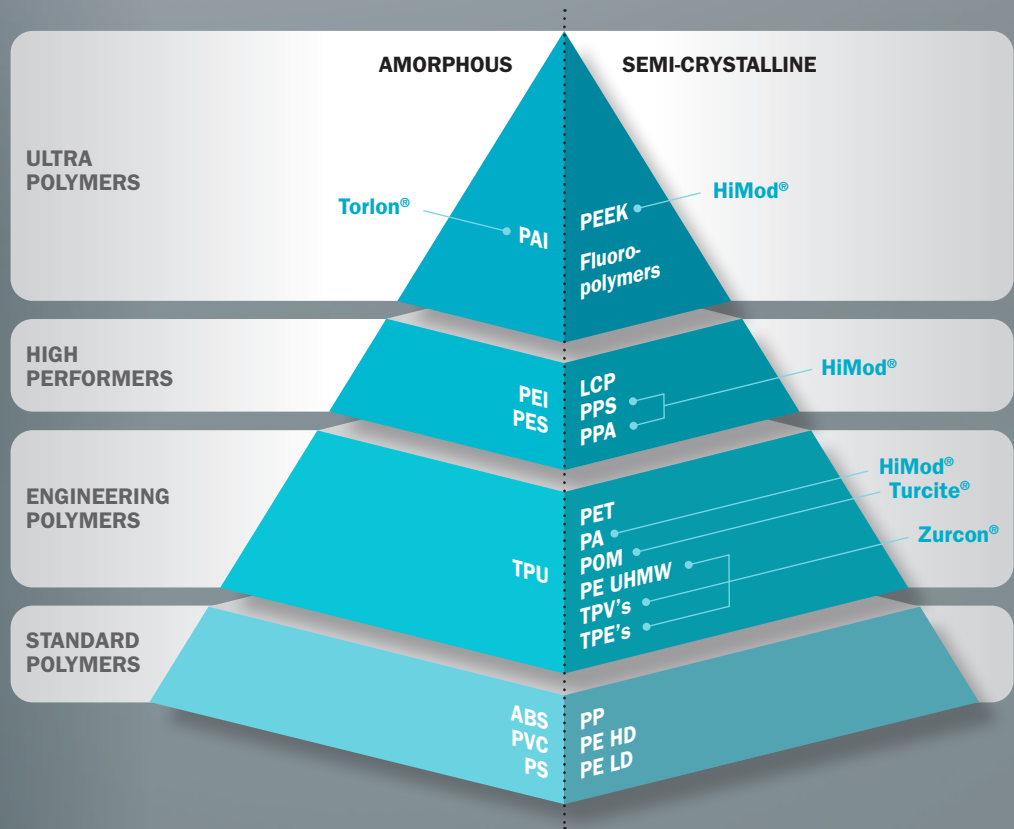 AMORPHOUS
SEMI-CRYSTALLINE
ULTRA
POLYMERS
Torlon®
PAI
PEEK
HiMod®
Fluoro-
polymers
HIGH
PERFORMERS
PEI
PES
LCP
PPS
PPA
HiMod®
ENGINEERING
POLYMERS
TPU
PET
PA
POM
PE UHMW
TPV's
TPE's
HiMod®
Turcite®
Zurcon®
STANDARD
POLYMERS
ABS
PVC
PS
PP
PE HD
PE LD